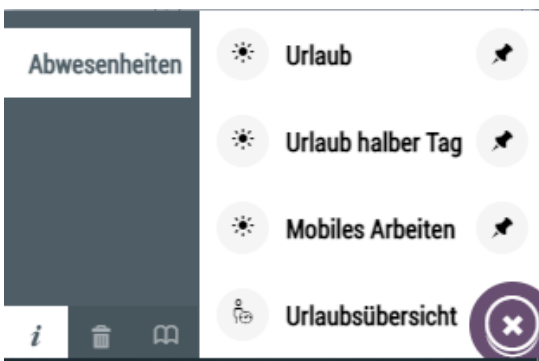 Abwesenheiten
Urlaub
Urlaub halber Tag
Mobiles Arbeiten
Urlaubsübersicht
i